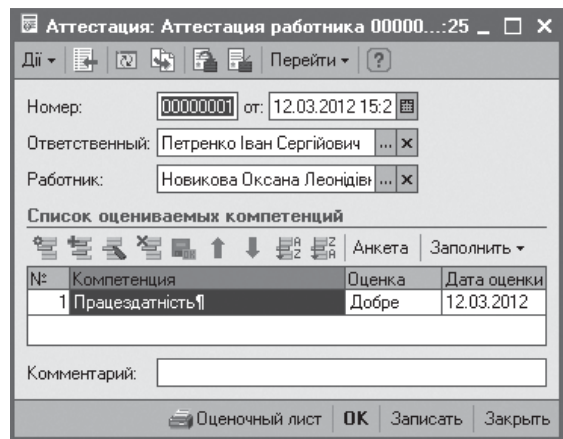 Аттестация: Аттестация работника 00000...:25
Дії Перейти ?
Номер: 00000001 от: 12.03.2012 15:2
Ответственный: Петренко Іван Сергійович ... x
Работник: Новикова Оксана Леонідівн ... x
Список оцениваемых компетенций
Анкета Заполнить
№ Компетенция Оценка Дата оценки
1 Працездатність¶ Добре 12.03.2012
Комментарий:
Оценочный лист OK Записать Закрыть